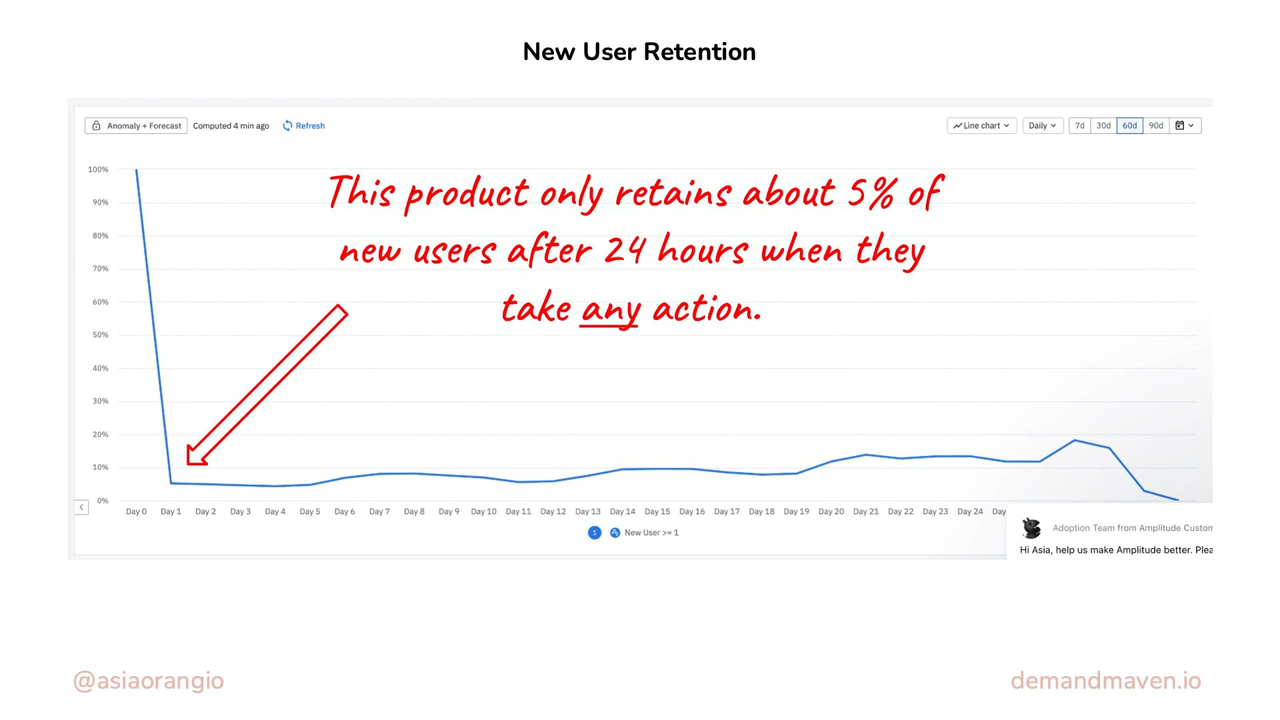 New User Retention
Anomaly + Forecast Computed 4 min ago Refresh
Line chart Daily 7d 30d 60d 90d
This product only retains about 5% of
new users after 24 hours when they
take any action.
100%
90%
80%
70%
60%
50%
40%
30%
20%
10%
0%
Day 0 Day 1 Day 2 Day 3 Day 4 Day 5 Day 6 Day 7 Day 8 Day 9 Day 10 Day 11 Day 12 Day 13 Day 14 Day 15 Day 16 Day 17 Day 18 Day 19 Day 20 Day 21 Day 22 Day 23 Day 24 Day
1 New User >= 1
Adoption Team from Amplitude Custom
Hi Asia, help us make Amplitude better. Plea
@asiaorangio
demandmaven.io